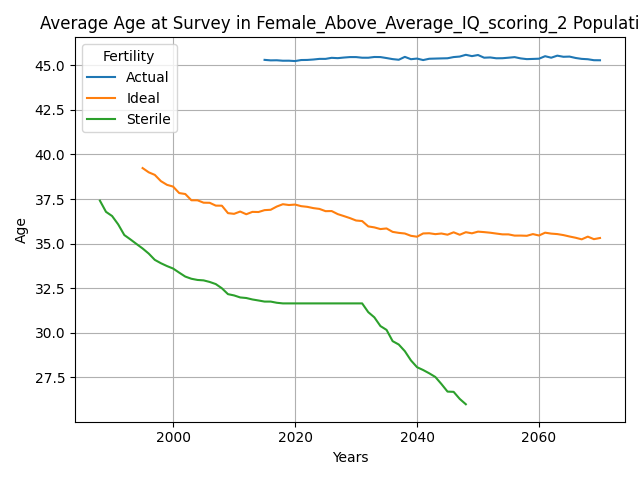 Average Age at Survey in Female_Above_Average_IQ_scoring_2 Populati
Fertility
Actual
Ideal
Sterile
45.0
42.5
40.0
37.5
35.0
32.5
30.0
27.5
Age
2000
2020
2040
2060
Years